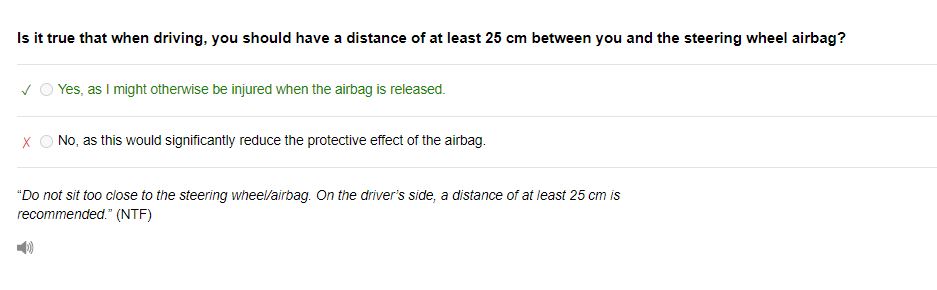 Is it true that when driving, you should have a distance of at least 25 cm between you and the steering wheel airbag?
✓ Yes, as I might otherwise be injured when the airbag is released.
X No, as this would significantly reduce the protective effect of the airbag.
“Do not sit too close to the steering wheel/airbag. On the driver’s side, a distance of at least 25 cm is
recommended.” (NTF)